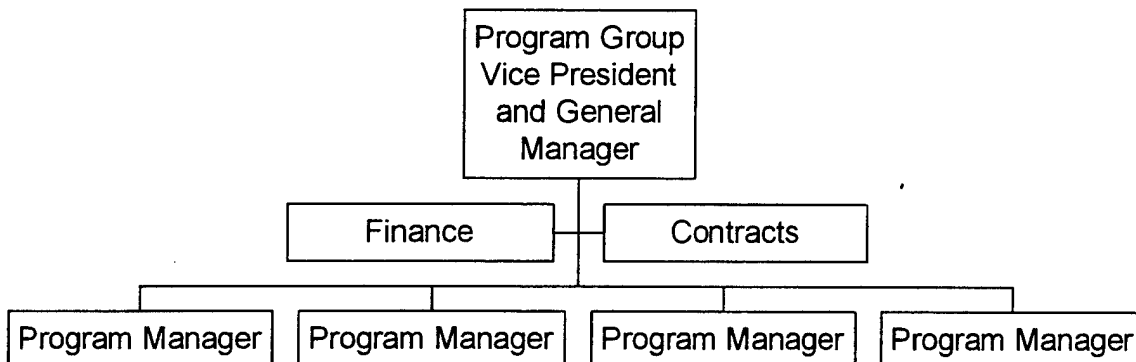 Program Group
Vice President
and General
Manager
Finance
Contracts
Program Manager
Program Manager
Program Manager
Program Manager